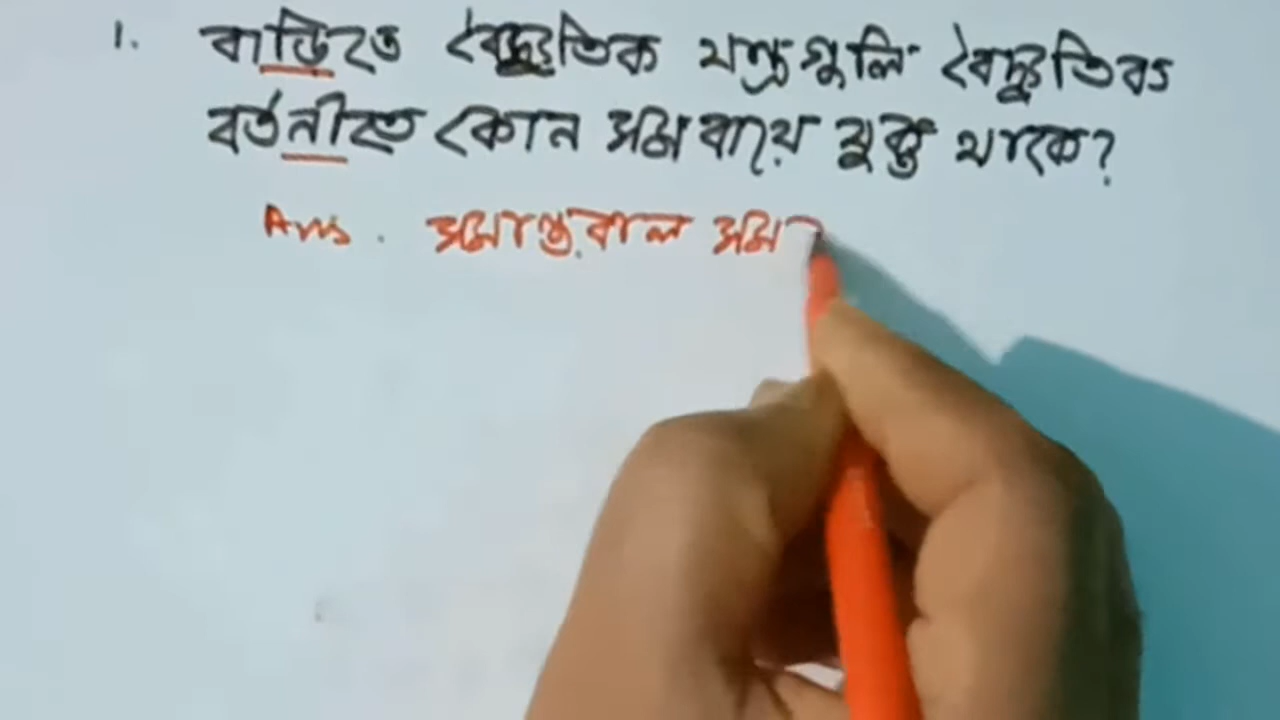 1. বাড়িতে বৈদ্যুতিক যন্ত্রগুলি বৈদ্যুতিক
বর্তনীতে কোন সমবায়ে যুক্ত থাকে?
Ans. সমান্তরাল সম